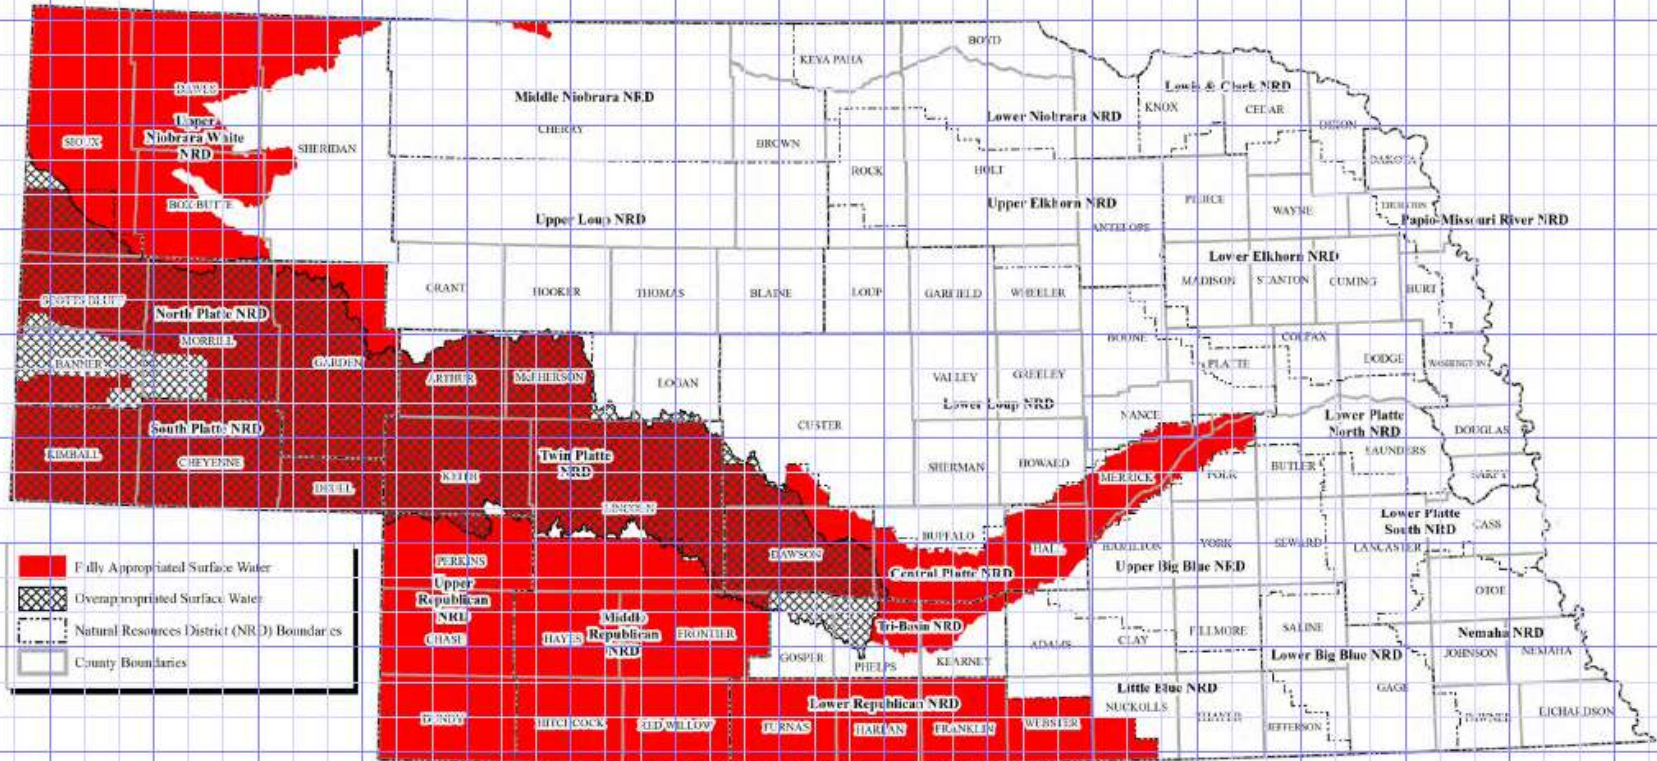 BOYD
KEYA PAHA
Lewis & Clark NRD
DAWES
Middle Niobrara NRD
KNOX
CEDAR
Upper
Niobrara White
NRD
Lower Niobrara NRD
DIXON
CHERRY
SIOUX
SHERIDAN
BROWN
DAKOTA
ROCK
HOLT
BOX BUTTE
Upper Loup NRD
Upper Elkhorn NRD
PIERCE
WAYNE
THURSTON
Papio-Missouri River NRD
ANTELOPE
Lower Elkhorn NRD
GRANT
HOOKER
THOMAS
BLAINE
LOUP
GARFIELD
WHEELER
MADISON
STANTON
CUMING
BURT
SCOTTS BLUFF
North Platte NRD
MORRILL
BANNER
GARDEN
BOONE
PLATTE
COLFAX
DODGE
WASHINGTON
ARTHUR
McPHERSON
LOGAN
VALLEY
GREELEY
Lower Loup NRD
CUSTER
NANCE
Lower Platte
North NRD
SAUNDERS
DOUGLAS
SARPY
South Platte NRD
KIMBALL
CHEYENNE
DEUEL
Twin Platte
NRD
KEITH
LINCOLN
SHERMAN
HOWARD
MERRICK
POLK
BUTLER
Lower Platte
South NRD
CASS
BUFFALO
DAWSON
HALL
HAMILTON
YORK
SEWARD
LANCASTER
Upper Big Blue NRD
Central Platte NRD
PERKINS
Upper
Republican
NRD
CHASE
HAYES
Middle
Republican
NRD
FRONTIER
Tri-Basin NRD
GOSPER
PHELPS
KEARNEY
ADAMS
CLAY
FILLMORE
SALINE
OTOE
Nemaha NRD
JOHNSON
NEMAHA
Lower Big Blue NRD
Little Blue NRD
GAGE
Lower Republican NRD
DUNDY
HITCHCOCK
RED WILLOW
FURNAS
HARLAN
FRANKLIN
WEBSTER
NUCKOLLS
THAYER
JEFFERSON
PAWNEE
RICHARDSON
Fully Appropriated Surface Water
Overappropriated Surface Water
Natural Resources District (NRD) Boundaries
County Boundaries